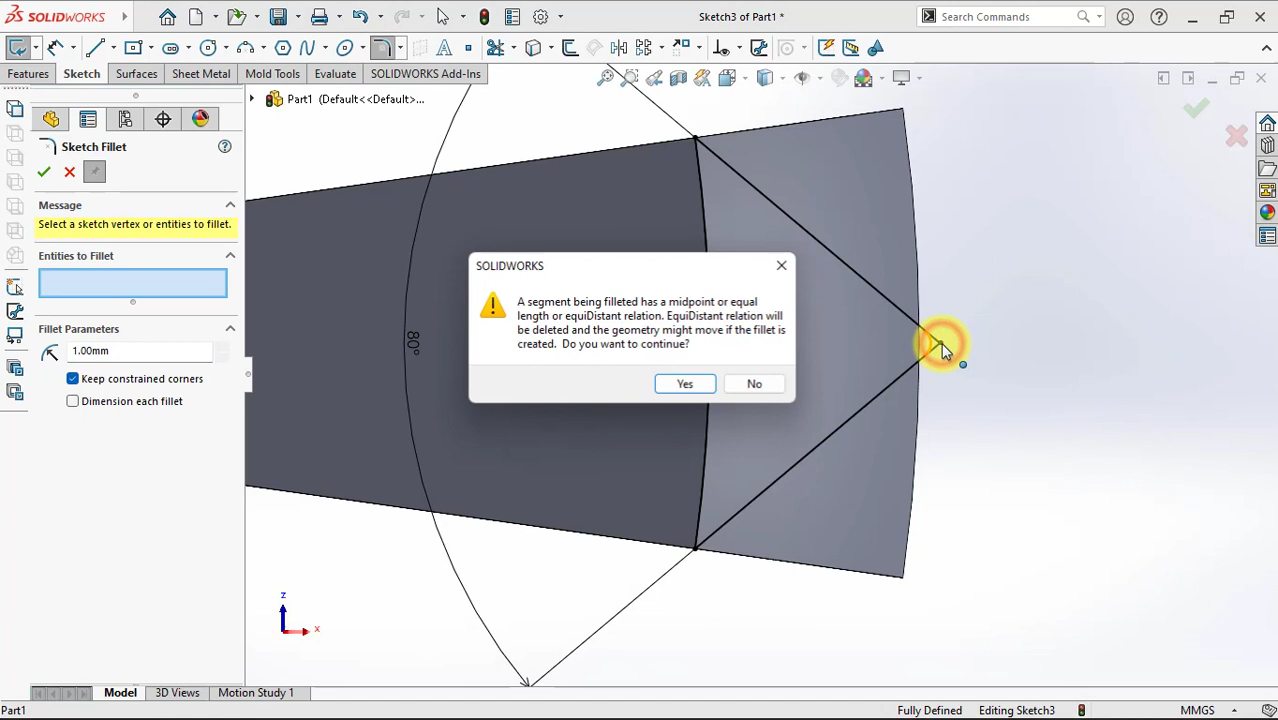 SOLIDWORKS
Sketch3 of Part1 *
Search Commands
Features
Sketch
Surfaces
Sheet Metal
Mold Tools
Evaluate
SOLIDWORKS Add-Ins
Part1 (Default<<Default>...
Sketch Fillet
Message
Select a sketch vertex or entities to fillet.
Entities to Fillet
Fillet Parameters
1.00mm
Keep constrained corners
Dimension each fillet
80°
SOLIDWORKS
A segment being filleted has a midpoint or equal
length or equiDistant relation. EquiDistant relation will
be deleted and the geometry might move if the fillet is
created. Do you want to continue?
Yes
No
z
x
Model
3D Views
Motion Study 1
Part1
Fully Defined
Editing Sketch3
MMGS